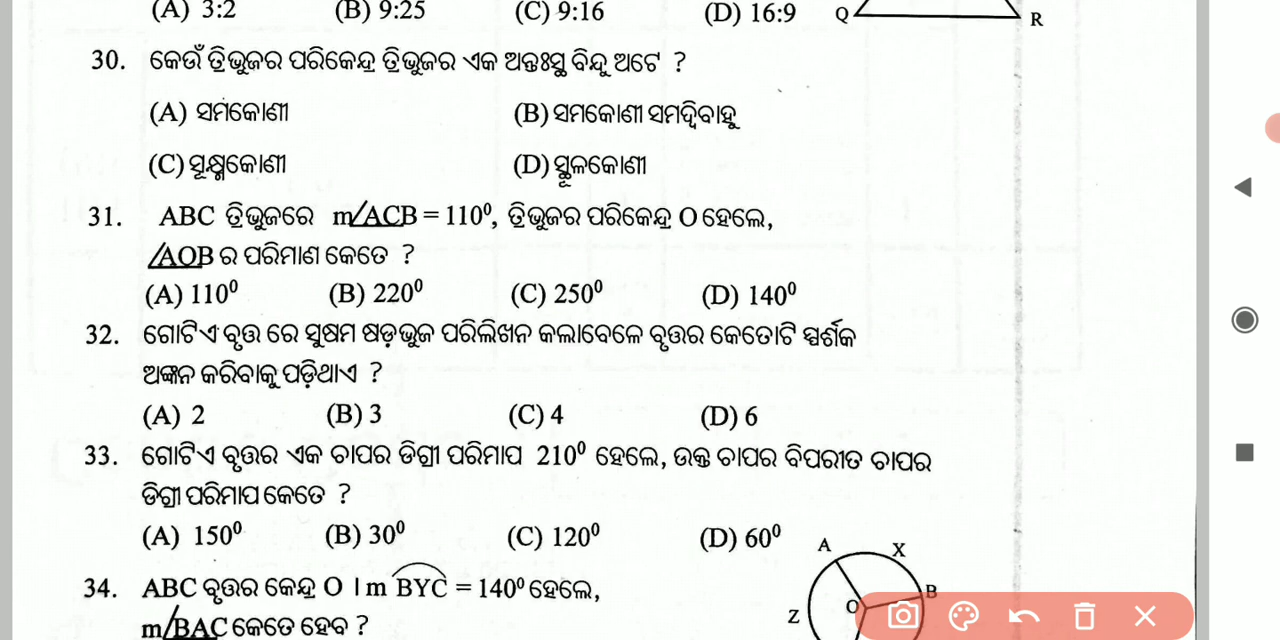 (A) 3:2 (B) 9:25 (C) 9:16 (D) 16:9 Q R
30. କେଉଁ ତ୍ରିଭୁଜର ପରିକେନ୍ଦ୍ର ତ୍ରିଭୁଜର ଏକ ଅନ୍ତଃସ୍ଥ ବିନ୍ଦୁ ଅଟେ ?
(A) ସମକୋଣୀ (B) ସମକୋଣୀ ସମଦ୍ୱିବାହୁ
(C) ସୂକ୍ଷ୍ମକୋଣୀ (D) ସ୍ଥୂଳକୋଣୀ
31. ABC ତ୍ରିଭୁଜରେ m∠ACB = 110⁰, ତ୍ରିଭୁଜର ପରିକେନ୍ଦ୍ର O ହେଲେ,
∠AOB ର ପରିମାଣ କେତେ ?
(A) 110⁰ (B) 220⁰ (C) 250⁰ (D) 140⁰
32. ଗୋଟିଏ ବୃତ୍ତ ରେ ସୁଷମ ଷଡ଼ଭୁଜ ପରିଲିଖନ କଲାବେଳେ ବୃତ୍ତର କେତୋଟି ସ୍ପର୍ଶକ
ଅଙ୍କନ କରିବାକୁ ପଡ଼ିଥାଏ ?
(A) 2 (B) 3 (C) 4 (D) 6
33. ଗୋଟିଏ ବୃତ୍ତର ଏକ ଚାପର ଡିଗ୍ରୀ ପରିମାପ 210⁰ ହେଲେ, ଉକ୍ତ ଚାପର ବିପରୀତ ଚାପର
ଡିଗ୍ରୀ ପରିମାପ କେତେ ?
(A) 150⁰ (B) 30⁰ (C) 120⁰ (D) 60⁰
A X
34. ABC ବୃତ୍ତର କେନ୍ଦ୍ର O । m BYC = 140⁰ ହେଲେ,
B
Z O
m∠BAC କେତେ ହେବ ?